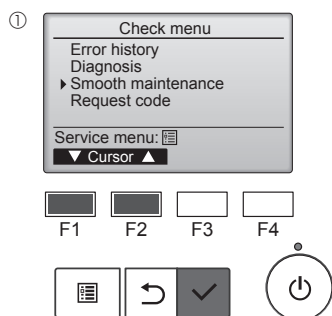 ①
Check menu
Error history
Diagnosis
Smooth maintenance
Request code
Service menu:
▼ Cursor ▲
F1 F2 F3 F4